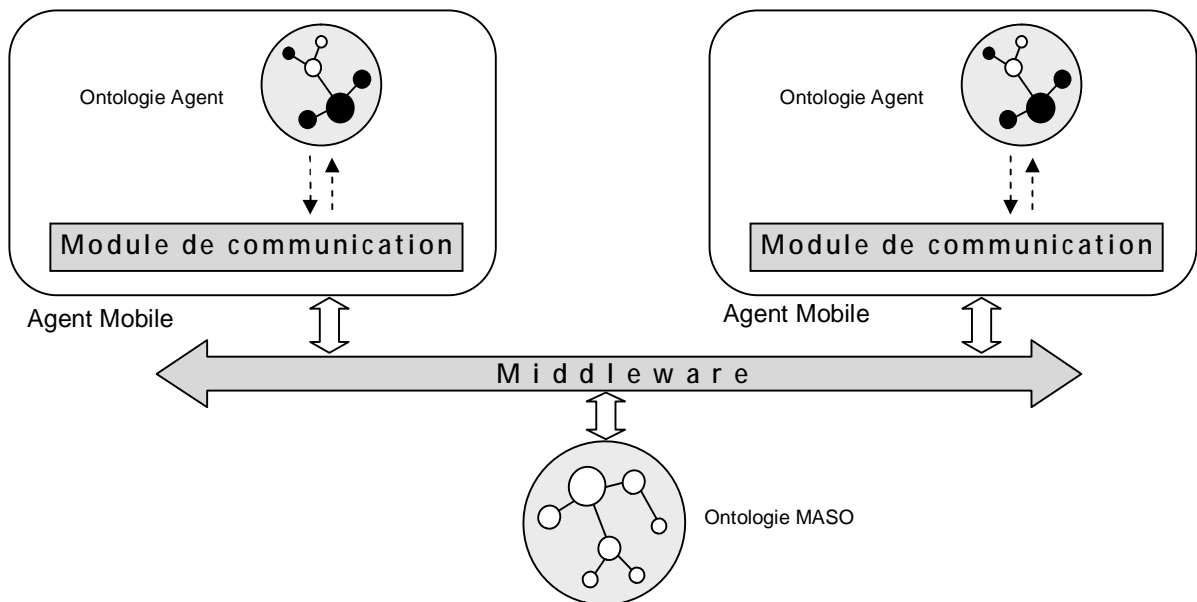 Ontologie Agent
Module de communication
Agent Mobile
Ontologie Agent
Module de communication
Agent Mobile
Middleware
Ontologie MASO